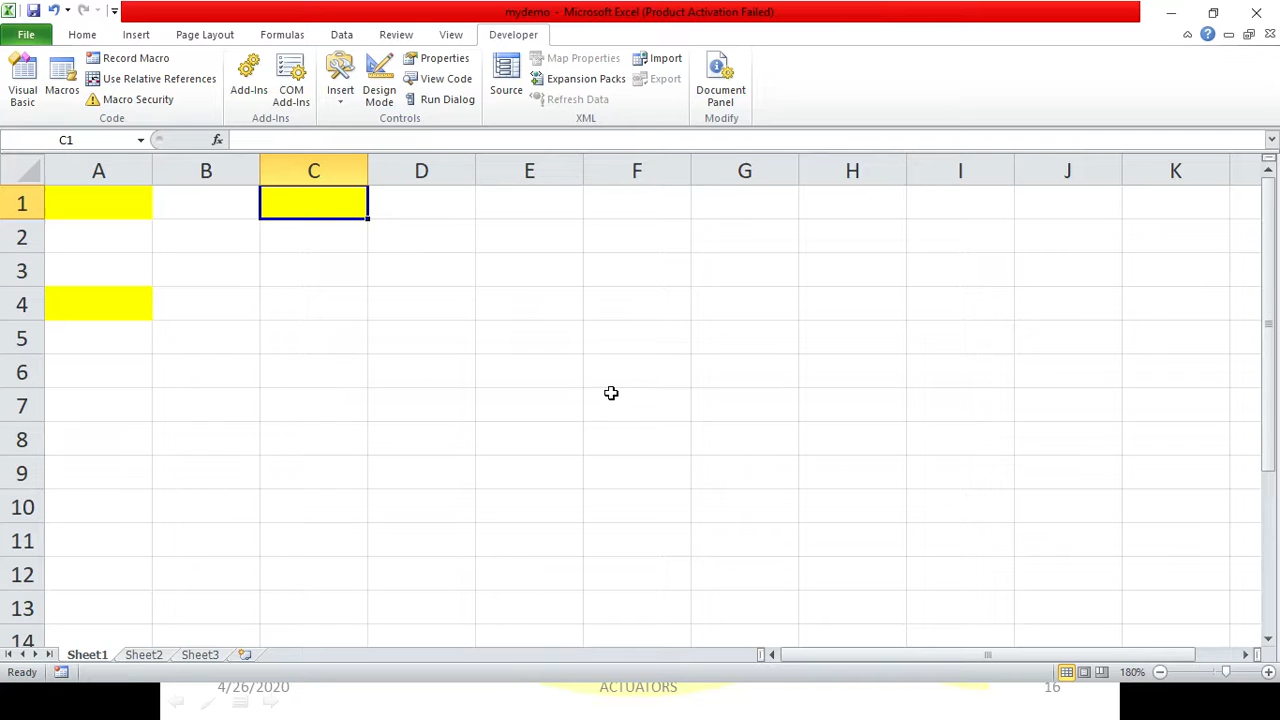 mydemo - Microsoft Excel (Product Activation Failed)
File Home Insert Page Layout Formulas Data Review View Developer
Visual Basic
Macros
Record Macro
Use Relative References
Macro Security
Code
Add-Ins
COM Add-Ins
Add-Ins
Insert
Design Mode
Properties
View Code
Run Dialog
Controls
Source
Map Properties
Expansion Packs
Refresh Data
Import
Export
XML
Document Panel
Modify
C1
fx
A B C D E F G H I J K
1
2
3
4
5
6
7
8
9
10
11
12
13
14
Sheet1 Sheet2 Sheet3
Ready 180%
4/26/2020 ACTUATORS 16